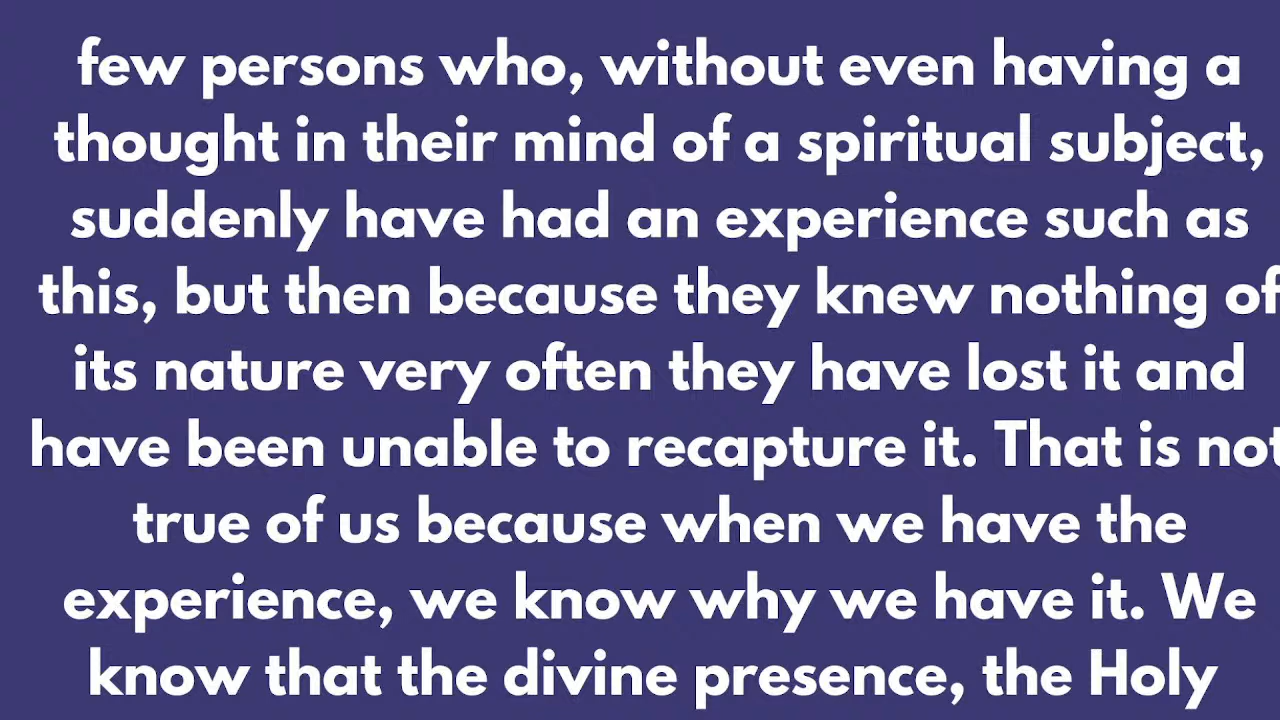 few persons who, without even having a
thought in their mind of a spiritual subject,
suddenly have had an experience such as
this, but then because they knew nothing of
its nature very often they have lost it and
have been unable to recapture it. That is not
true of us because when we have the
experience, we know why we have it. We
know that the divine presence, the Holy